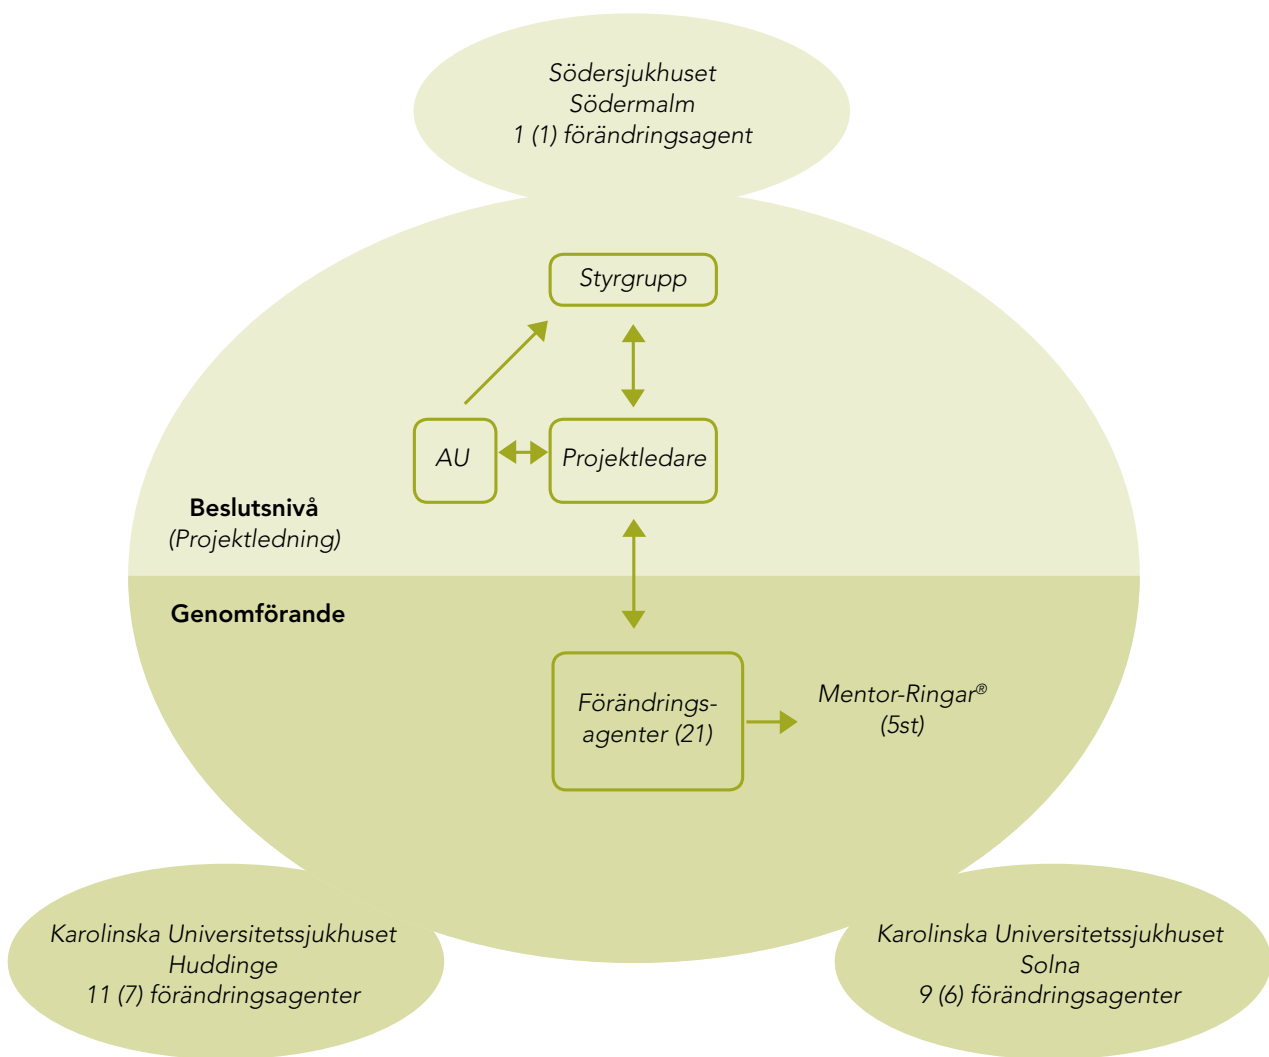 Södersjukhuset
Södermalm
1 (1) förändringsagent
Styrgrupp
AU
Projektledare
Beslutsnivå
(Projektledning)
Genomförande
Förändrings-
agenter (21)
Mentor-Ringar®
(5st)
Karolinska Universitetssjukhuset
Huddinge
11 (7) förändringsagenter
Karolinska Universitetssjukhuset
Solna
9 (6) förändringsagenter